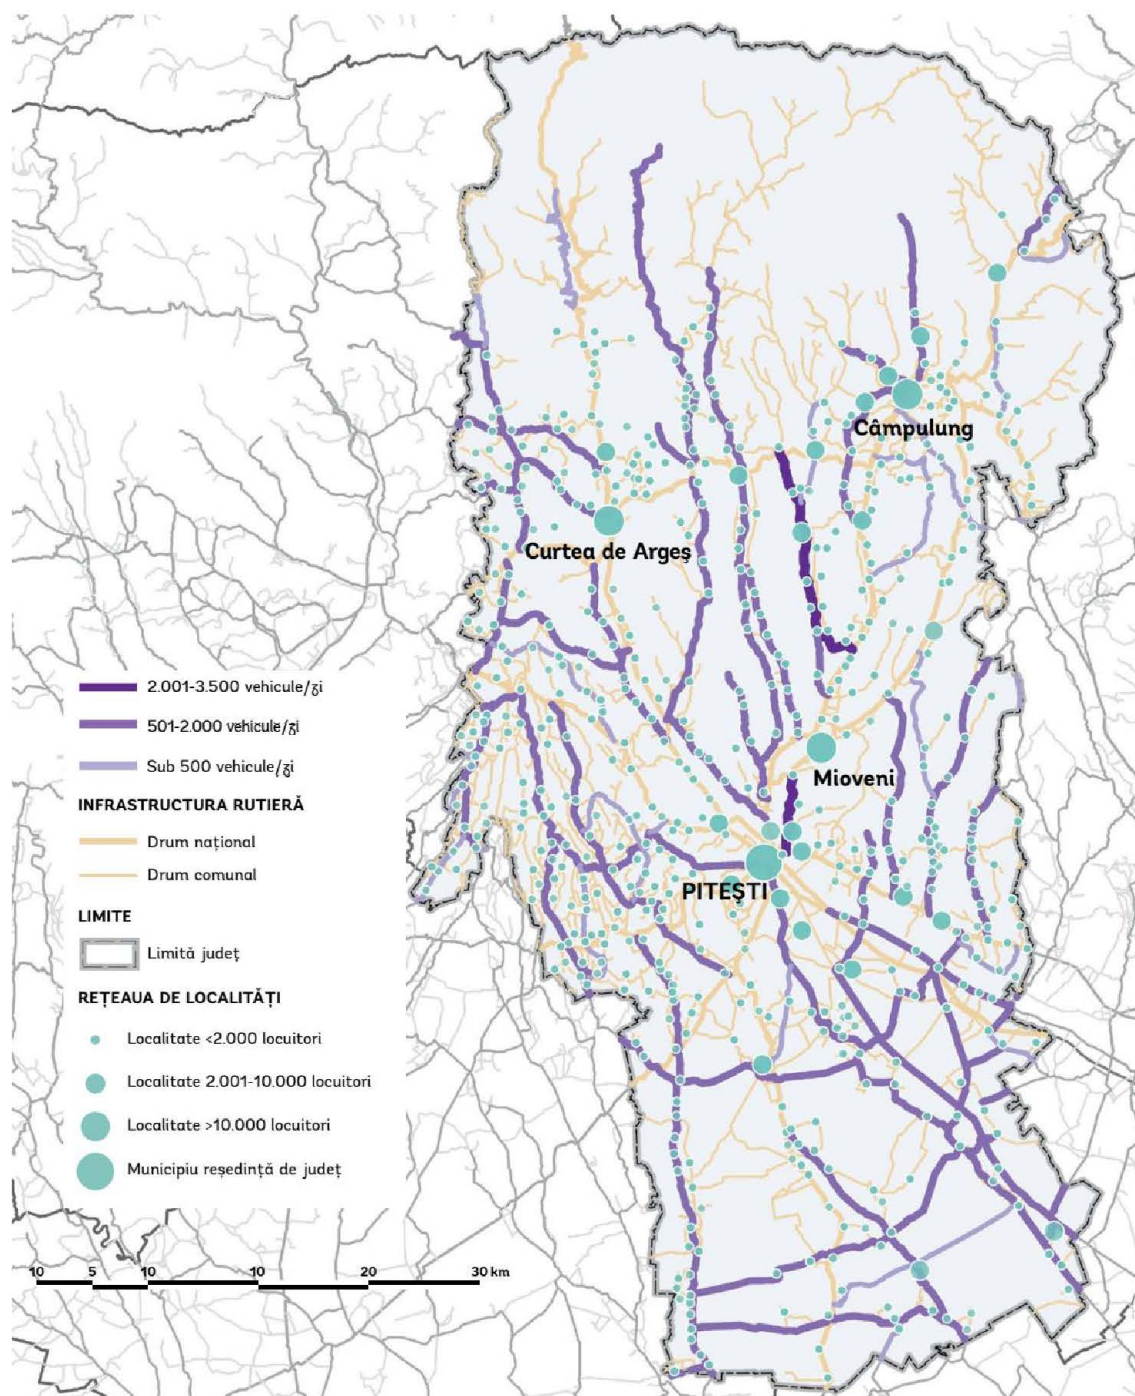 Câmpulung
Curtea de Argeș
Mioveni
PITEȘTI
2.001-3.500 vehicule/zi
501-2.000 vehicule/zi
Sub 500 vehicule/zi
INFRASTRUCTURA RUTIERĂ
Drum național
Drum comunal
LIMITE
Limită județ
REȚEAUA DE LOCALITĂȚI
Localitate <2.000 locuitori
Localitate 2.001-10.000 locuitori
Localitate >10.000 locuitori
Municipiu reședință de județ
10 5 10 10 20 30 km